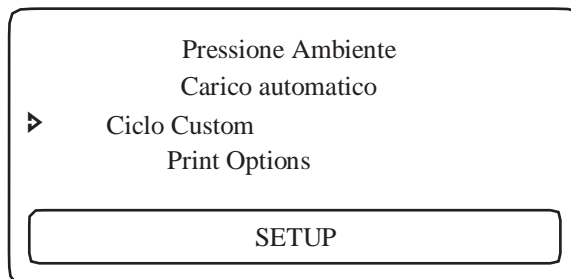 Pressione Ambiente
Carico automatico
Ciclo Custom
Print Options
SETUP